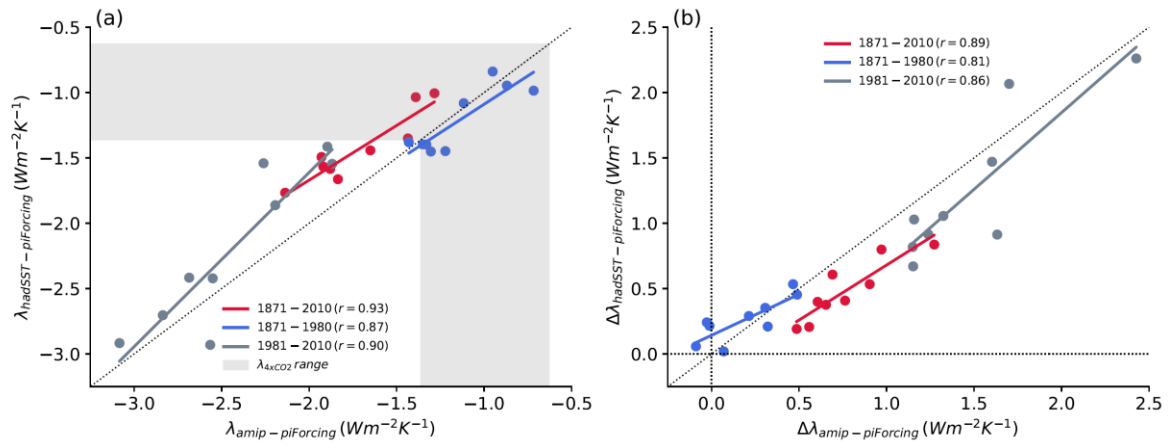 (a)
−0.5
−1.0
−1.5
−2.0
−2.5
−3.0
λhadSST−piForcing (Wm−2K−1)
1871−2010 (r = 0.93)
1871−1980 (r = 0.87)
1981−2010 (r = 0.90)
λ4xCO2 range
−3.0 −2.5 −2.0 −1.5 −1.0 −0.5
λamip−piForcing (Wm−2K−1)
(b)
2.5
2.0
1.5
1.0
0.5
0.0
ΔλhadSST−piForcing (Wm−2K−1)
1871−2010 (r = 0.89)
1871−1980 (r = 0.81)
1981−2010 (r = 0.86)
0.0 0.5 1.0 1.5 2.0 2.5
Δλamip−piForcing (Wm−2K−1)